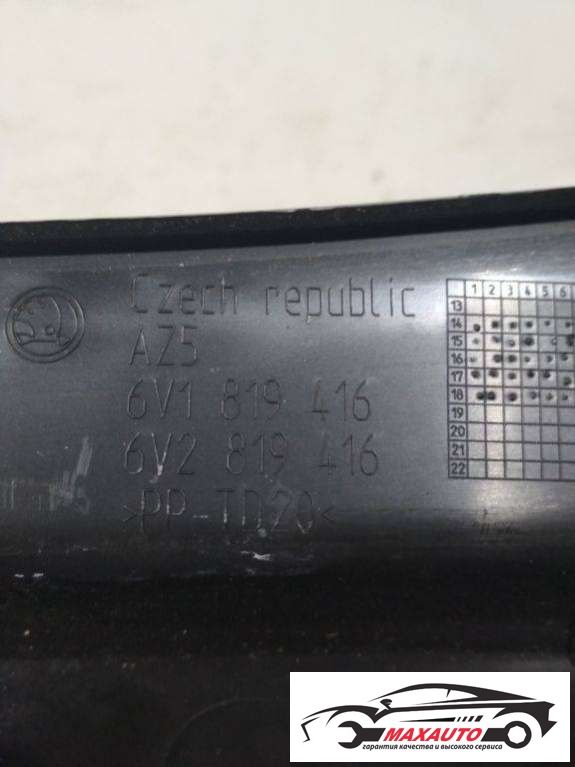 Czech republic
AZ5
6V1 819 416
6V2 819 416
>PP-TD20<
1 2 3 4 5 6
13
14
15
16
17
18
19
20
21
22
MAXAUTO
гарантия качества и высокого сервиса